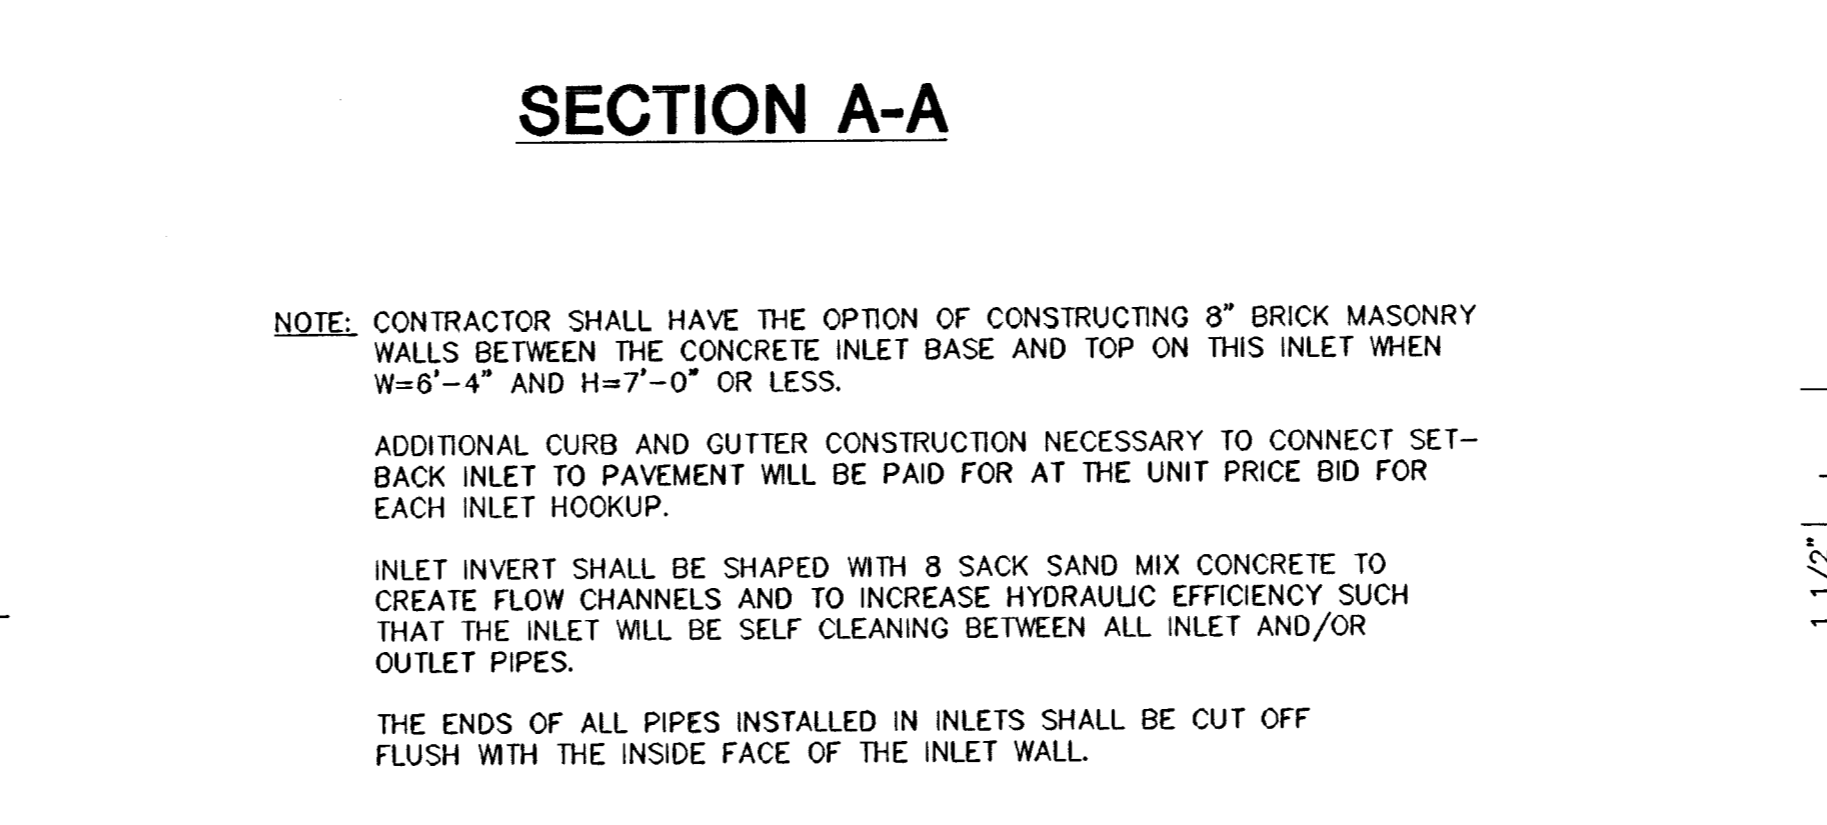 SECTION A-A
NOTE: CONTRACTOR SHALL HAVE THE OPTION OF CONSTRUCTING 8" BRICK MASONRY
WALLS BETWEEN THE CONCRETE INLET BASE AND TOP ON THIS INLET WHEN
W=6'-4" AND H=7'-0" OR LESS.
ADDITIONAL CURB AND GUTTER CONSTRUCTION NECESSARY TO CONNECT SET-
BACK INLET TO PAVEMENT WILL BE PAID FOR AT THE UNIT PRICE BID FOR
EACH INLET HOOKUP.
INLET INVERT SHALL BE SHAPED WITH 8 SACK SAND MIX CONCRETE TO
CREATE FLOW CHANNELS AND TO INCREASE HYDRAULIC EFFICIENCY SUCH
THAT THE INLET WILL BE SELF CLEANING BETWEEN ALL INLET AND/OR
OUTLET PIPES.
THE ENDS OF ALL PIPES INSTALLED IN INLETS SHALL BE CUT OFF
FLUSH WITH THE INSIDE FACE OF THE INLET WALL.
1 1/2"